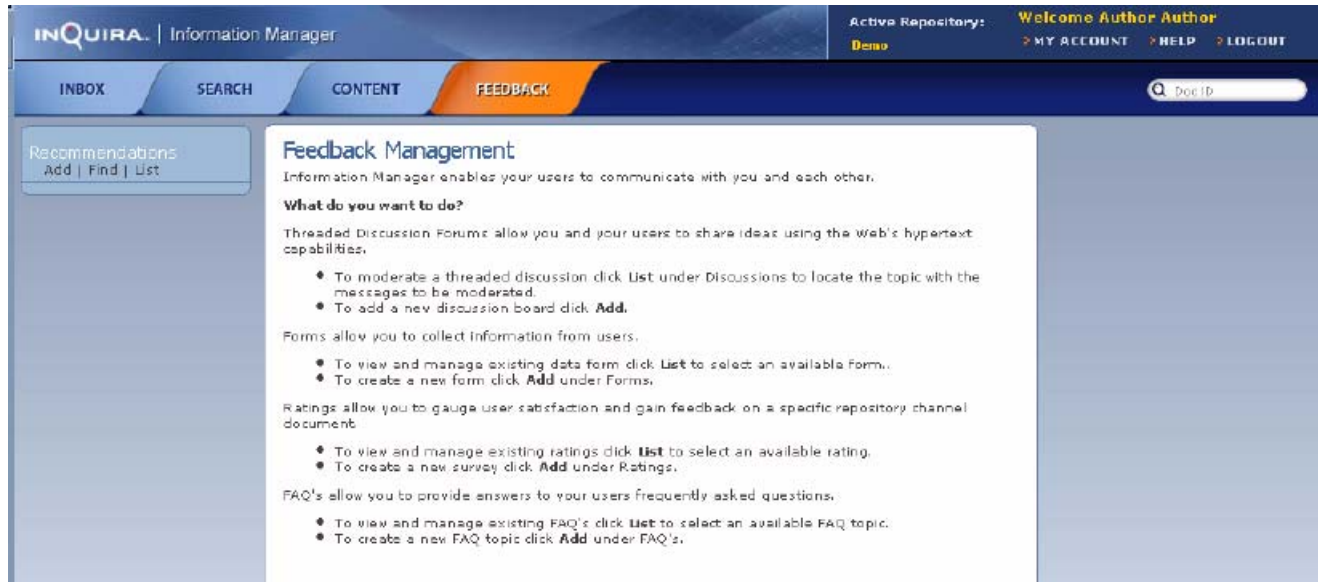 INQUIRA.. | Information Manager
Active Repository:
Demo
Welcome Author Author
MY ACCOUNT HELP LOGOUT
INBOX SEARCH CONTENT FEEDBACK
Doc ID
Recommendations
Add | Find | List
Feedback Management
Information Manager enables your users to communicate with you and each other.
What do you want to do?
Threaded Discussion Forums allow you and your users to share ideas using the Web's hypertext
capabilities.
• To moderate a threaded discussion click List under Discussions to locate the topic with the
messages to be moderated.
• To add a new discussion board click Add.
Forms allow you to collect information from users.
• To view and manage existing data form click List to select an available Form..
• To create a new form click Add under Forms.
Ratings allow you to gauge user satisfaction and gain feedback on a specific repository channel
document
• To view and manage existing ratings click List to select an available rating.
• To create a new survey click Add under Ratings.
FAQ's allow you to provide answers to your users frequently asked questions.
• To view and manage existing FAQ's click List to select an available FAQ topic.
• To create a new FAQ topic click Add under FAQ's.